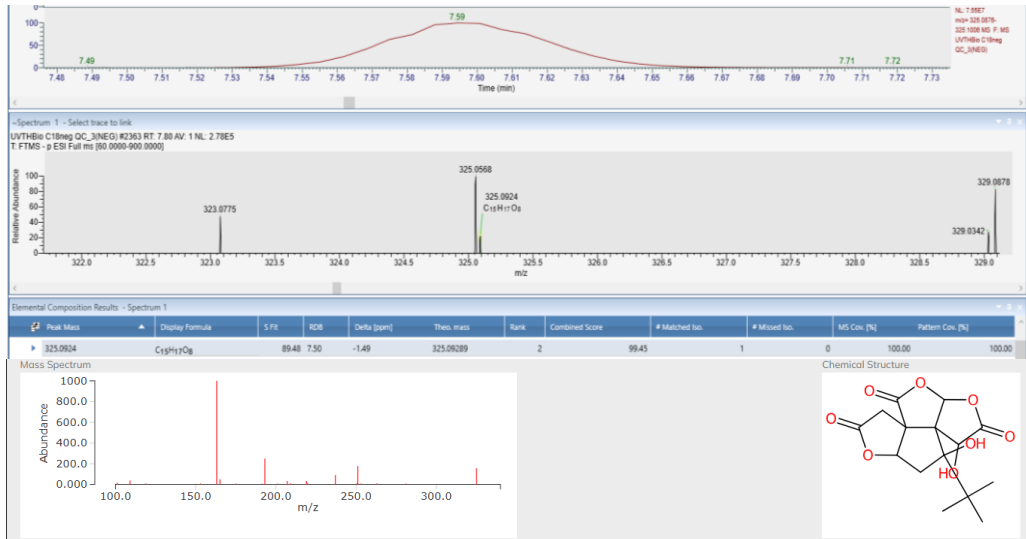 0
100
50
0
7.49
7.59
7.71
7.72
7.48 7.49 7.50 7.51 7.52 7.53 7.54 7.55 7.56 7.57 7.58 7.59 7.60 7.61 7.62 7.63 7.64 7.65 7.66 7.67 7.68 7.69 7.70 7.71 7.72 7.73
Time (min)
NL: 7.55E7
m/z= 325.0876-
325.1006 MS F: MS
UVTHBio C18neg
QC_3(NEG)
Spectrum 1 - Select trace to link
UVTHBio C18neg QC_3(NEG) #2363 RT: 7.80 AV: 1 NL: 2.78E5
T: FTMS - p ESI Full ms [60.0000-900.0000]
Relative Abundance
100
80
60
40
20
0
323.0775
325.0568
325.0924
C15H17O8
329.0342
329.0878
322.0 322.5 323.0 323.5 324.0 324.5 325.0 325.5 326.0 326.5 327.0 327.5 328.0 328.5 329.0
m/z
Elemental Composition Results - Spectrum 1
Peak Mass Display Formula S Fit RDB Delta [ppm] Theo. mass Rank Combined Score # Matched Iso. # Missed Iso. MS Cov. [%] Pattern Cov. [%]
325.0924 C15H17O8 89.48 7.50 -1.49 325.09289 2 99.45 1 0 100.00 100.00
Mass Spectrum
Abundance
1000
800.0
600.0
400.0
200.0
0.000
100.0 150.0 200.0 250.0 300.0
m/z
Chemical Structure
O
O
O
O
O
O
OH
HO